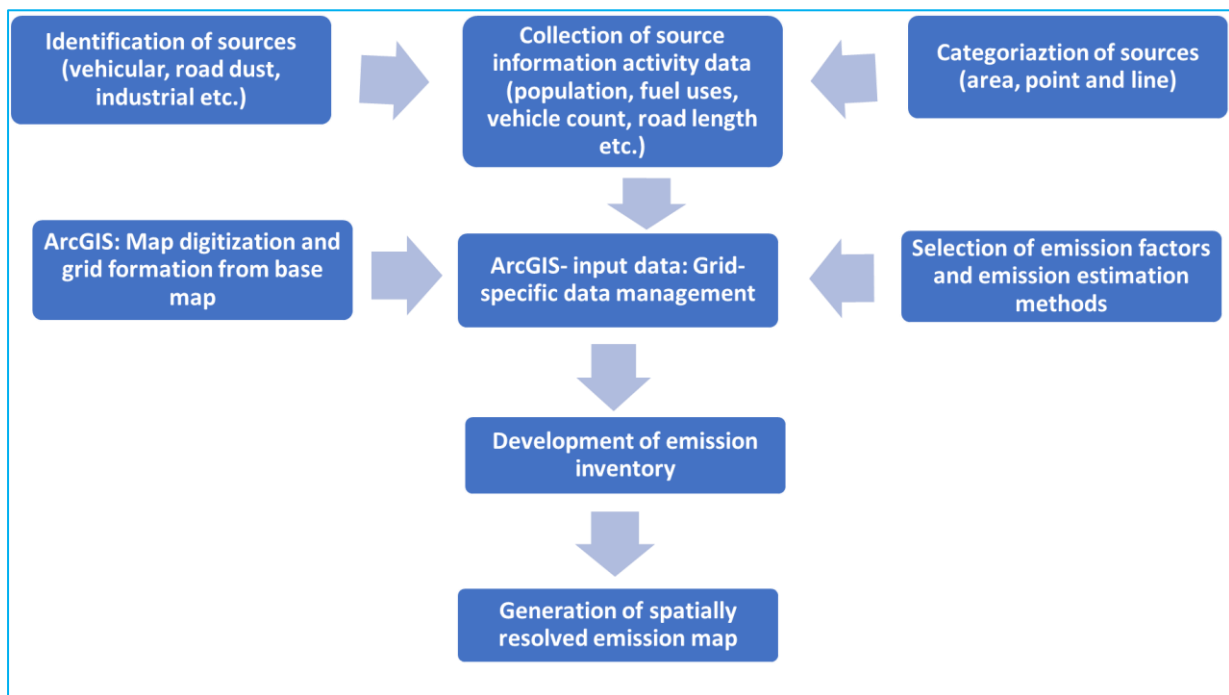 Identification of sources
(vehicular, road dust,
industrial etc.)
Collection of source
information activity data
(population, fuel uses,
vehicle count, road length
etc.)
Categoriaztion of sources
(area, point and line)
ArcGIS: Map digitization and
grid formation from base
map
ArcGIS- input data: Grid-
specific data management
Selection of emission factors
and emission estimation
methods
Development of emission
inventory
Generation of spatially
resolved emission map